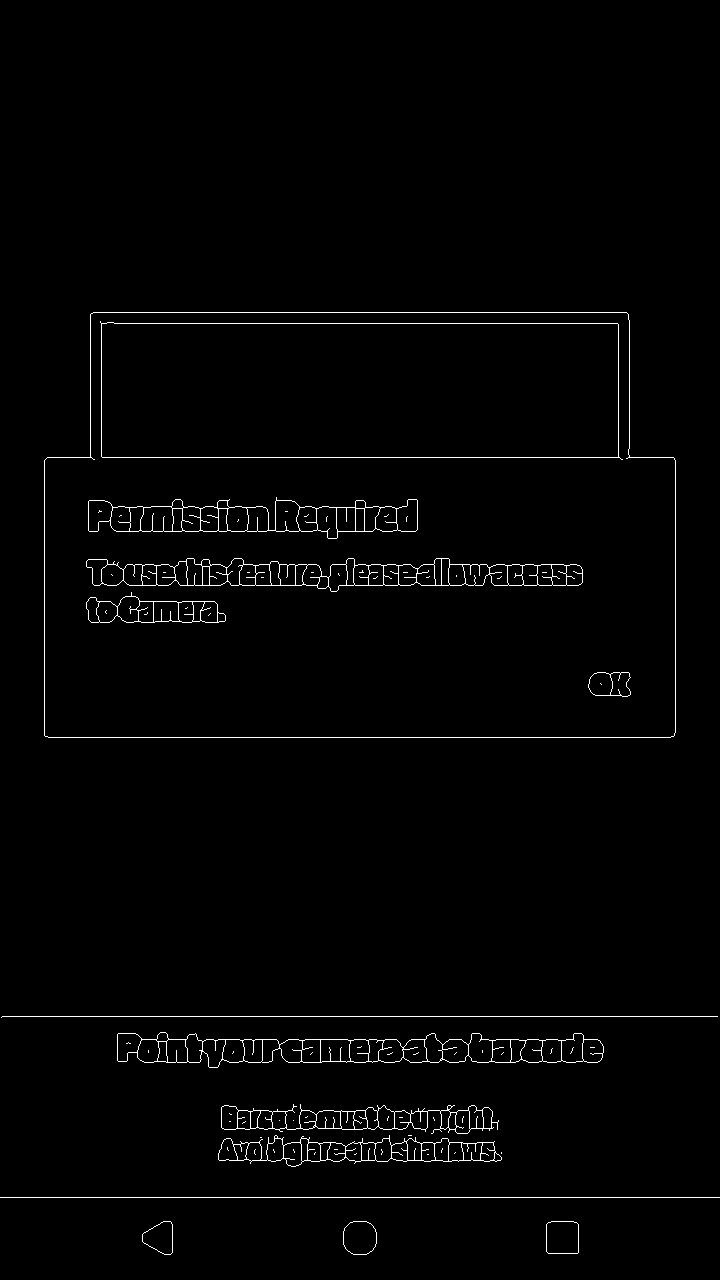 Permission Required
To use this feature, please allow access
to Camera.
OK
Point your camera at a barcode
Barcode must be upright.
Avoid glare and shadows.